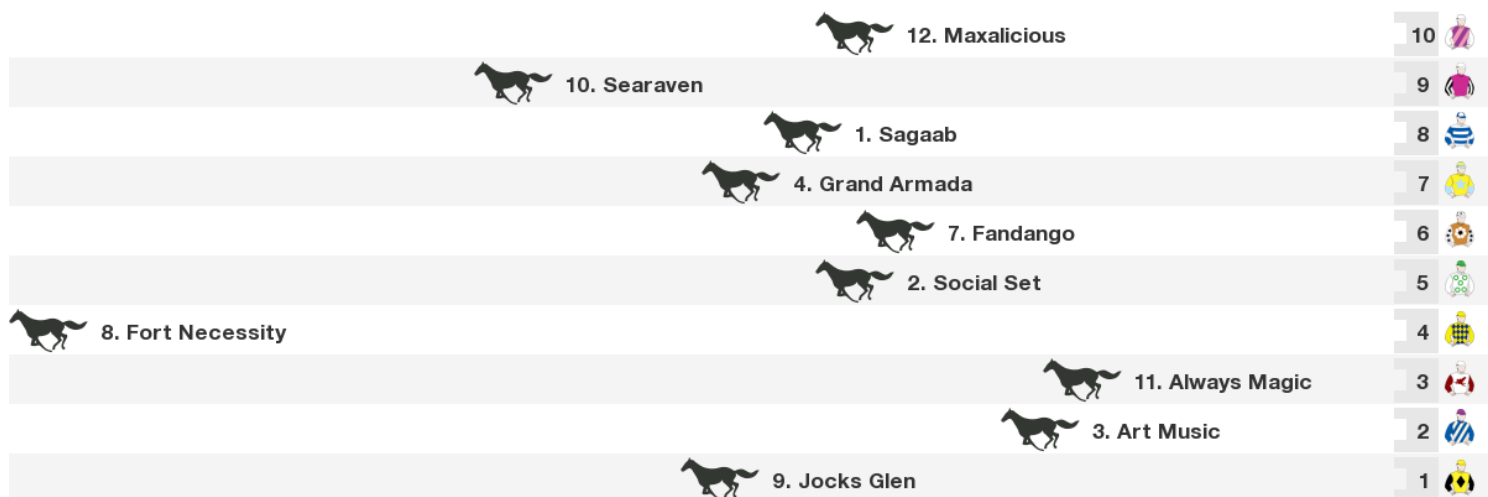 12. Maxalicious 10
10. Searaven 9
1. Sagaab 8
4. Grand Armada 7
7. Fandango 6
2. Social Set 5
8. Fort Necessity 4
11. Always Magic 3
3. Art Music 2
9. Jocks Glen 1